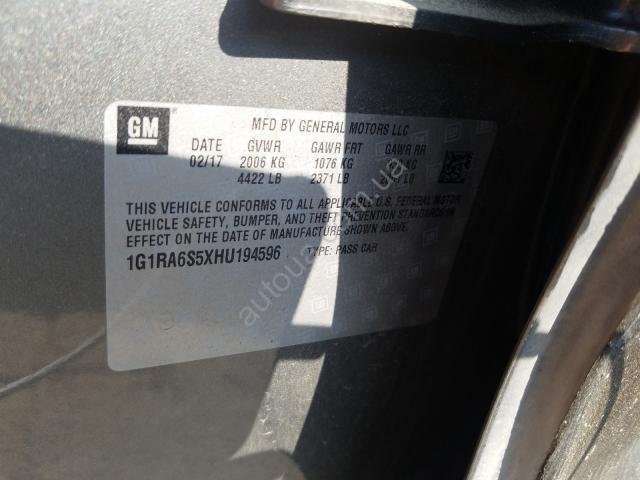 GM
MFD BY GENERAL MOTORS LLC
DATE GVWR GAWR FRT GAWR RR
02/17 2006 KG 1076 KG KG
4422 LB 2371 LB LB
THIS VEHICLE CONFORMS TO ALL APPLICABLE U.S. FEDERAL MOTOR
VEHICLE SAFETY, BUMPER, AND THEFT PREVENTION STANDARDS IN
EFFECT ON THE DATE OF MANUFACTURE SHOWN ABOVE.
1G1RA6S5XHU194596 TYPE: PASS CAR
autoua.com.ua